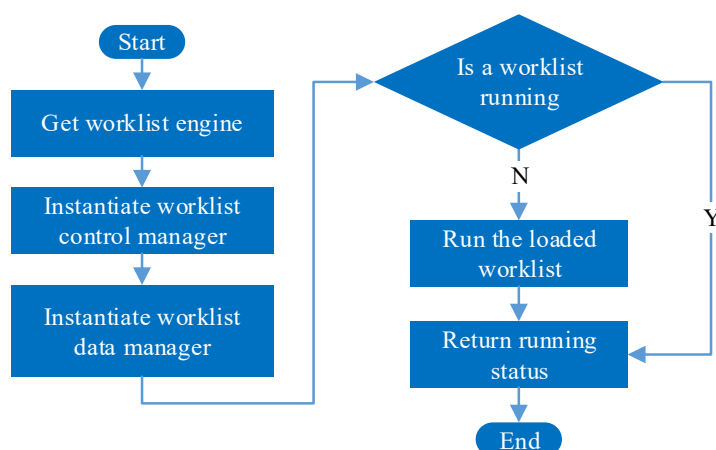 Start
Get worklist engine
Instantiate worklist
control manager
Instantiate worklist
data manager
Is a worklist
running
N
Y
Run the loaded
worklist
Return running
status
End